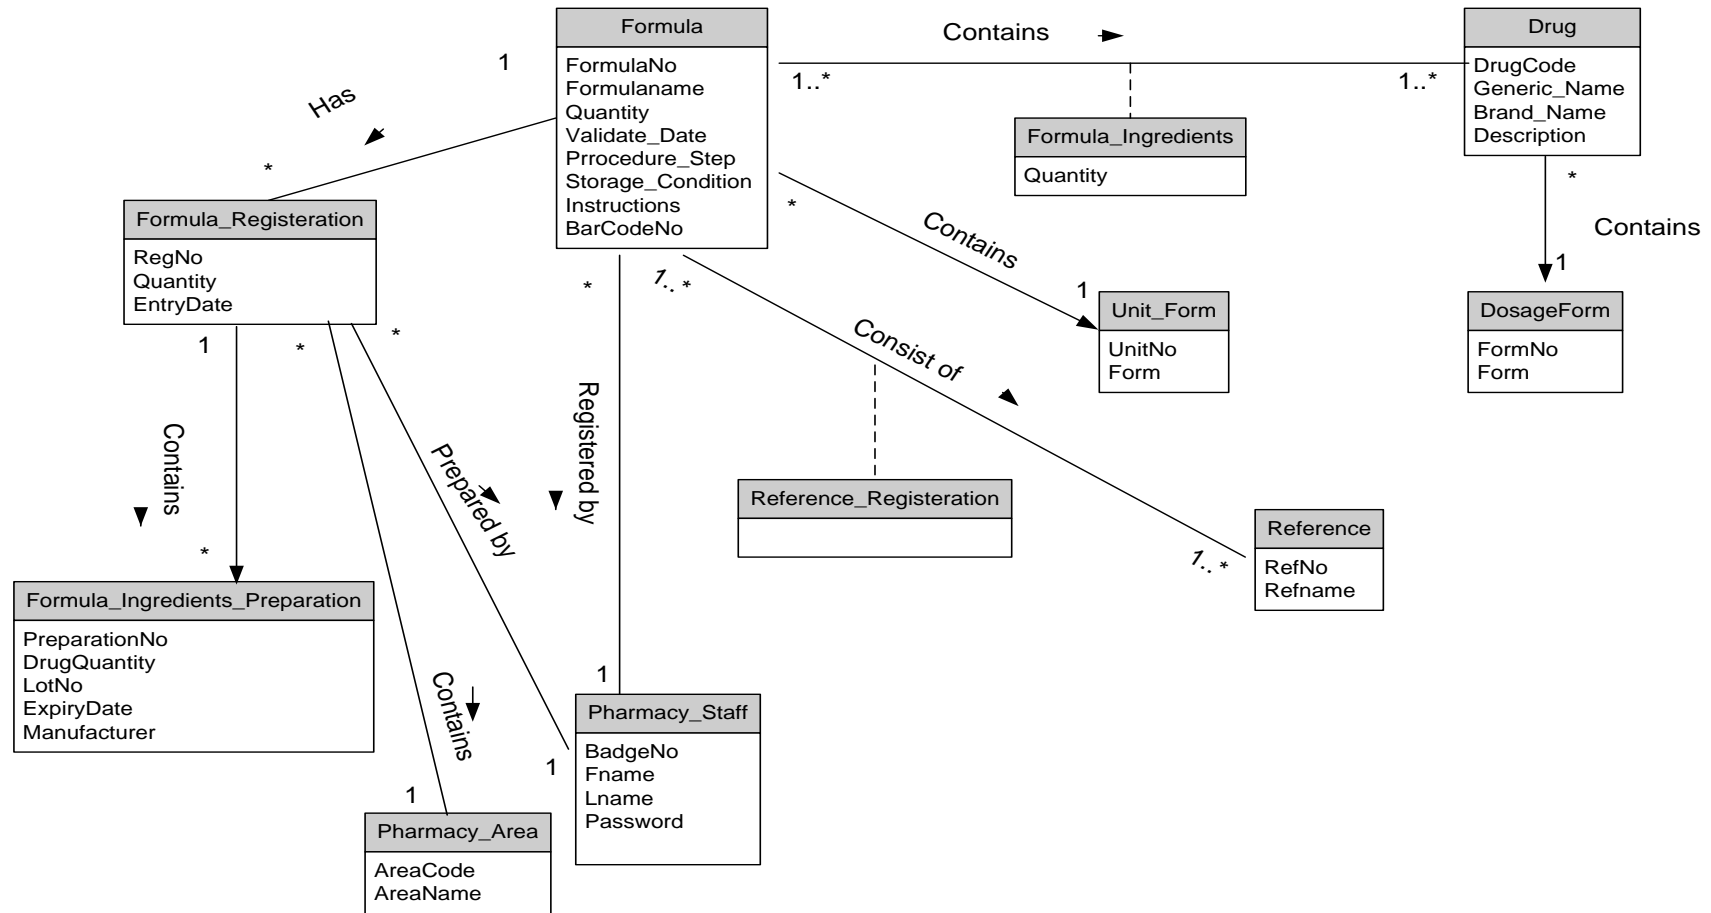 Formula
FormulaNo
Formulaname
Quantity
Validate_Date
Prrocedure_Step
Storage_Condition
Instructions
BarCodeNo
Contains
1..*
1..*
Drug
DrugCode
Generic_Name
Brand_Name
Description
Formula_Ingredients
Quantity
1
Has
*
Formula_Registeration
RegNo
Quantity
EntryDate
*
Contains
1
Unit_Form
UnitNo
Form
*
Contains
1
DosageForm
FormNo
Form
1..*
Consist of
1..*
Reference_Registeration
Reference
RefNo
Refname
*
Registered by
1
1
Contains
*
Formula_Ingredients_Preparation
PreparationNo
DrugQuantity
LotNo
ExpiryDate
Manufacturer
*
Contains
1
*
Prepared by
1
Pharmacy_Staff
BadgeNo
Fname
Lname
Password
Pharmacy_Area
AreaCode
AreaName